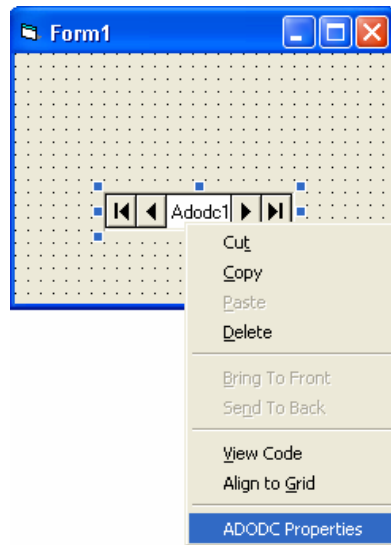 Form1
Adodc1
Cut
Copy
Paste
Delete
Bring To Front
Send To Back
View Code
Align to Grid
ADODC Properties